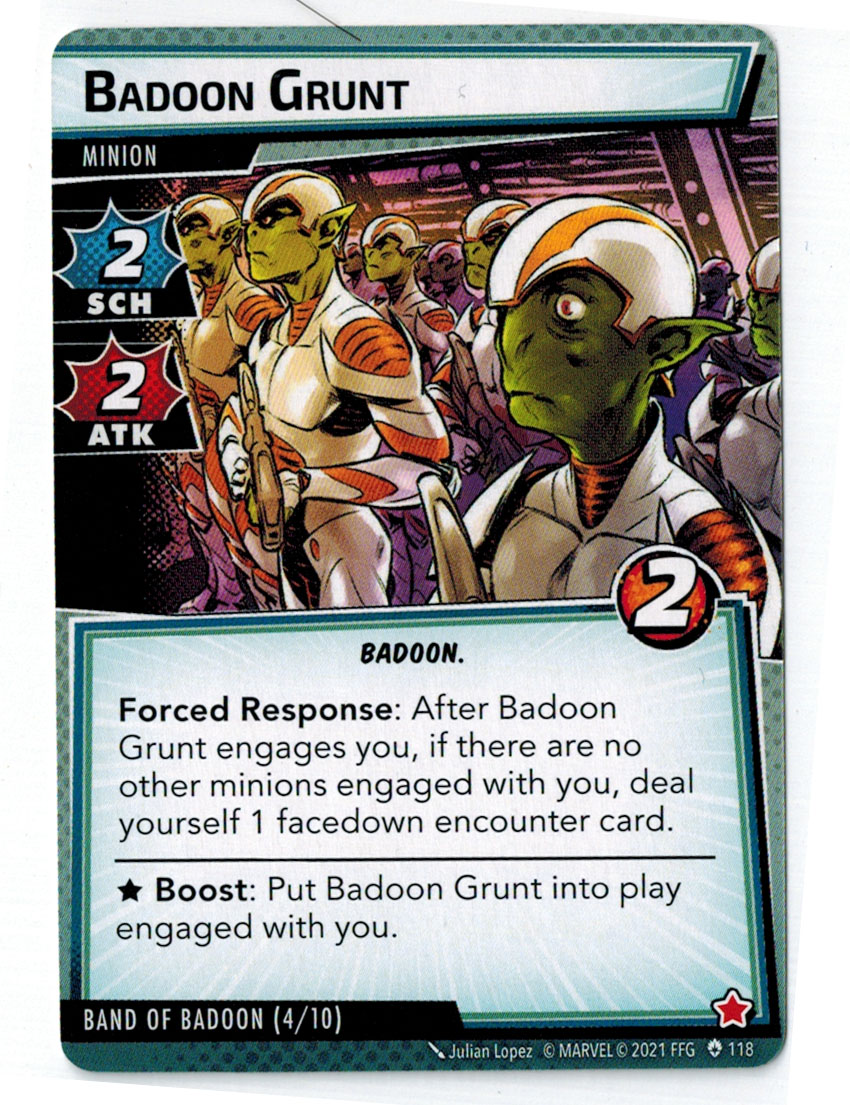 BADOON GRUNT
MINION
2
SCH
2
ATK
2
BADOON.
Forced Response: After Badoon
Grunt engages you, if there are no
other minions engaged with you, deal
yourself 1 facedown encounter card.
★ Boost: Put Badoon Grunt into play
engaged with you.
BAND OF BADOON (4/10)
Julian Lopez © MARVEL © 2021 FFG 118